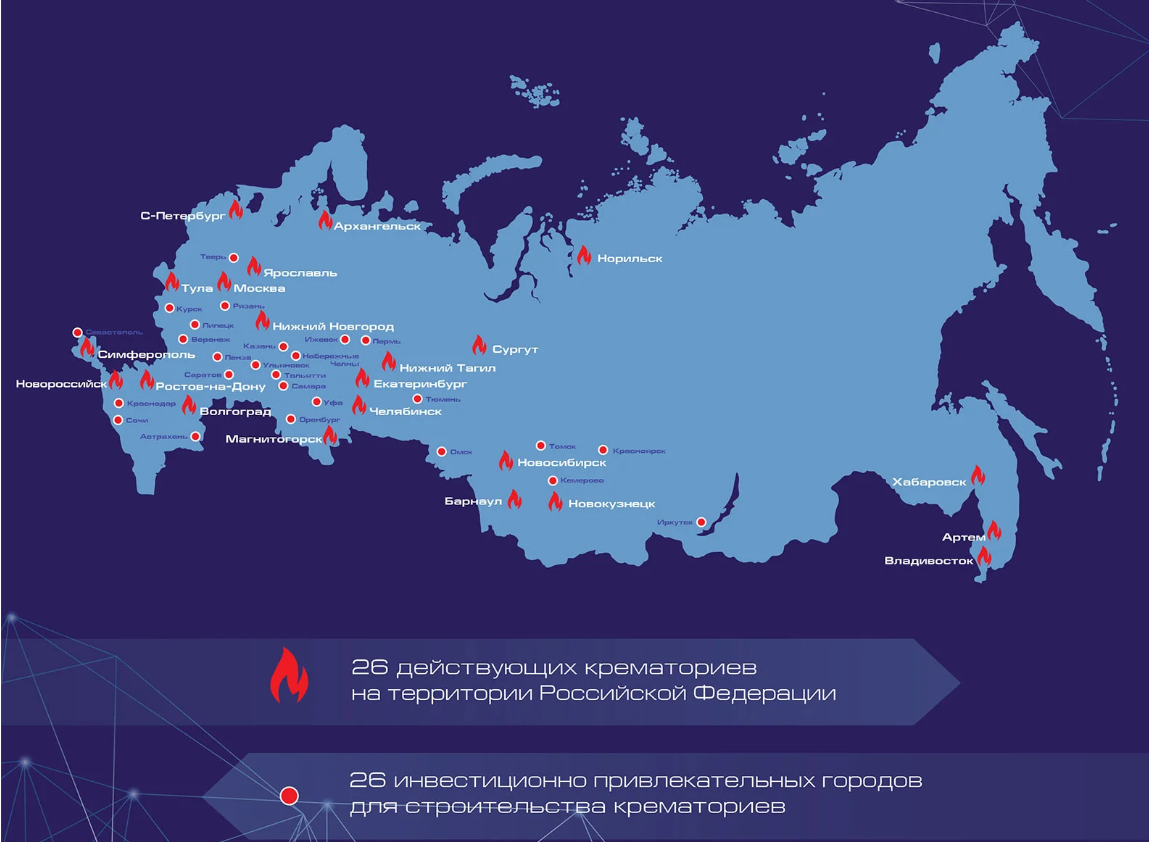 С-Петербург
Архангельск
Тверь
Ярославль
Норильск
Тула
Москва
Курск
Рязань
Липецк
Нижний Новгород
Севастополь
Воронеж
Казань
Ижевск
Пермь
Симферополь
Пенза
Набережные
Челны
Сургут
Ульяновск
Нижний Тагил
Саратов
Тольятти
Новороссийск
Ростов-на-Дону
Самара
Екатеринбург
Краснодар
Волгоград
Уфа
Челябинск
Тюмень
Сочи
Оренбург
Астрахань
Магнитогорск
Омск
Томск
Красноярск
Новосибирск
Кемерово
Барнаул
Новокузнецк
Иркутск
Хабаровск
Артем
Владивосток
26 действующих крематориев
на территории Российской Федерации
26 инвестиционно привлекательных городов
для строительства крематориев